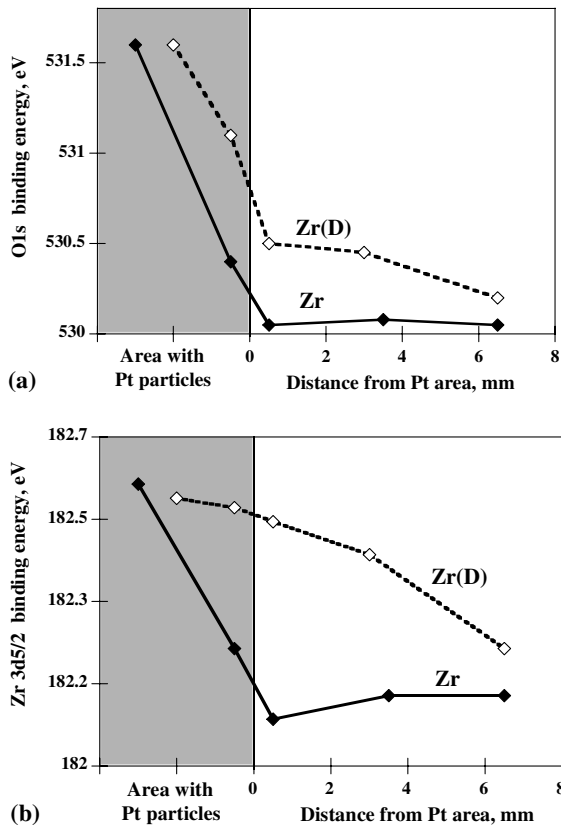 531.5
531
530.5
530
O1s binding energy, eV
Zr(D)
Zr
Area with
Pt particles
0 2 4 6 8
Distance from Pt area, mm
(a)
182.7
182.5
182.3
182.2
182
Zr 3d5/2 binding energy, eV
Zr(D)
Zr
Area with
Pt particles
0 2 4 6 8
Distance from Pt area, mm
(b)